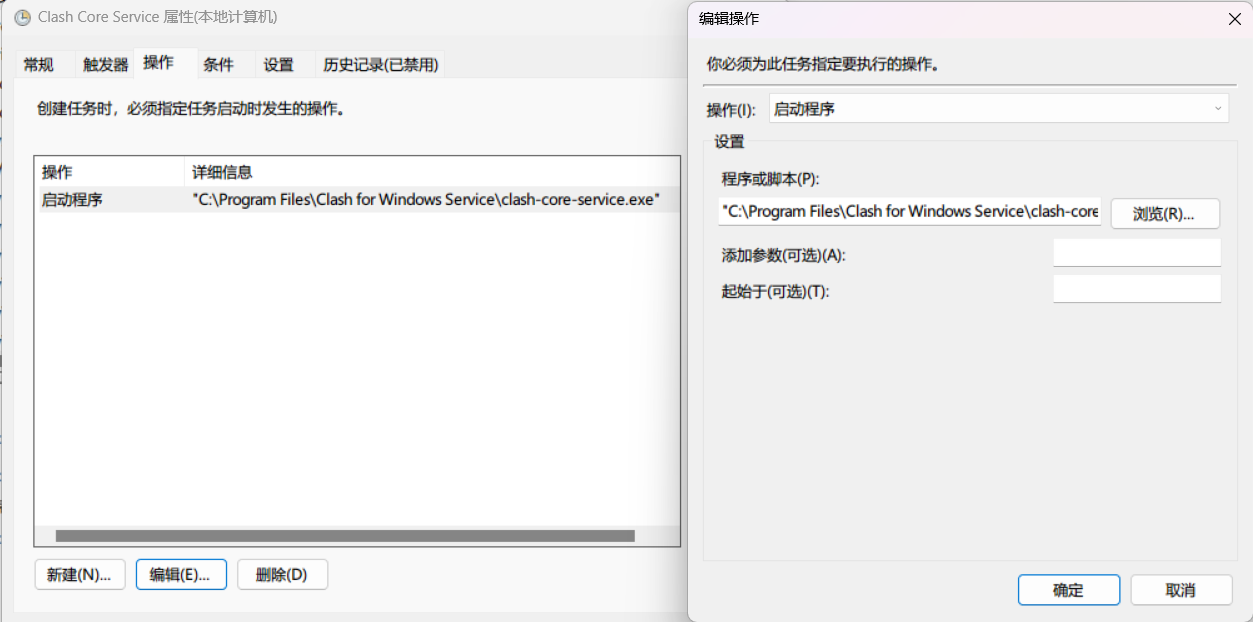 Clash Core Service 属性(本地计算机)
常规 触发器 操作 条件 设置 历史记录(已禁用)
创建任务时，必须指定任务启动时发生的操作。
操作 详细信息
启动程序 "C:\Program Files\Clash for Windows Service\clash-core-service.exe"
新建(N)... 编辑(E)... 删除(D)
编辑操作
你必须为此任务指定要执行的操作。
操作(I): 启动程序
设置
程序或脚本(P):
"C:\Program Files\Clash for Windows Service\clash-core 浏览(R)...
添加参数(可选)(A):
起始于(可选)(T):
确定 取消